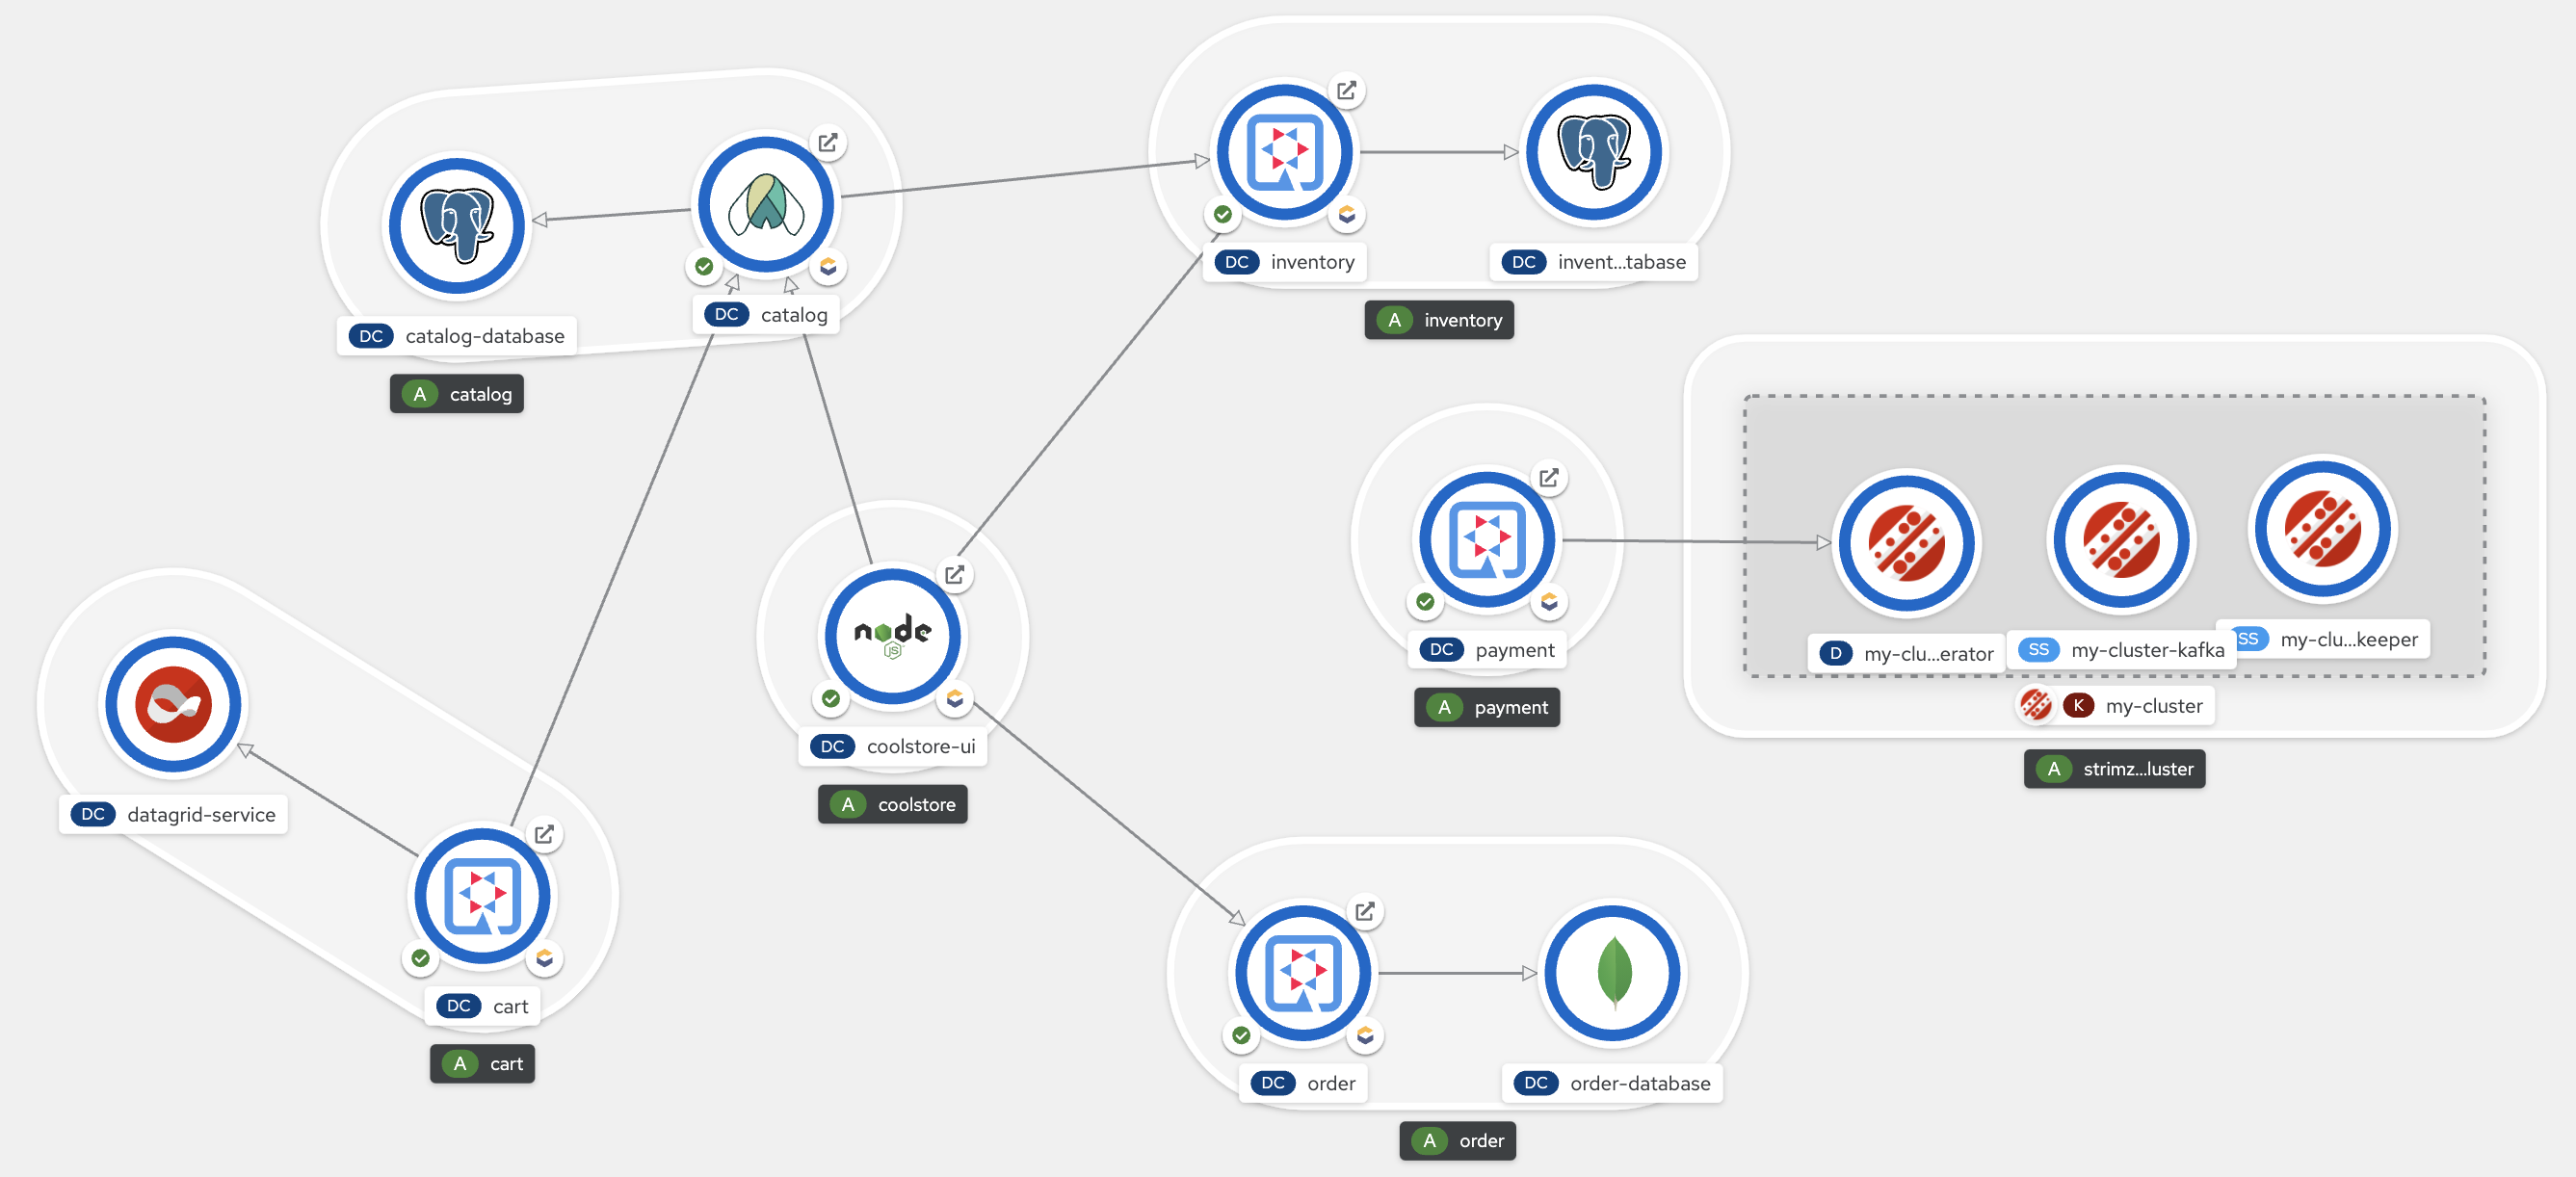 DC catalog-database
DC catalog
A catalog
DC inventory
DC invent...tabase
A inventory
DC payment
A payment
D my-clu...erator
SS my-cluster-kafka
SS my-clu...keeper
K my-cluster
A strimz...luster
node
JS
DC coolstore-ui
A coolstore
DC datagrid-service
DC cart
A cart
DC order
DC order-database
A order